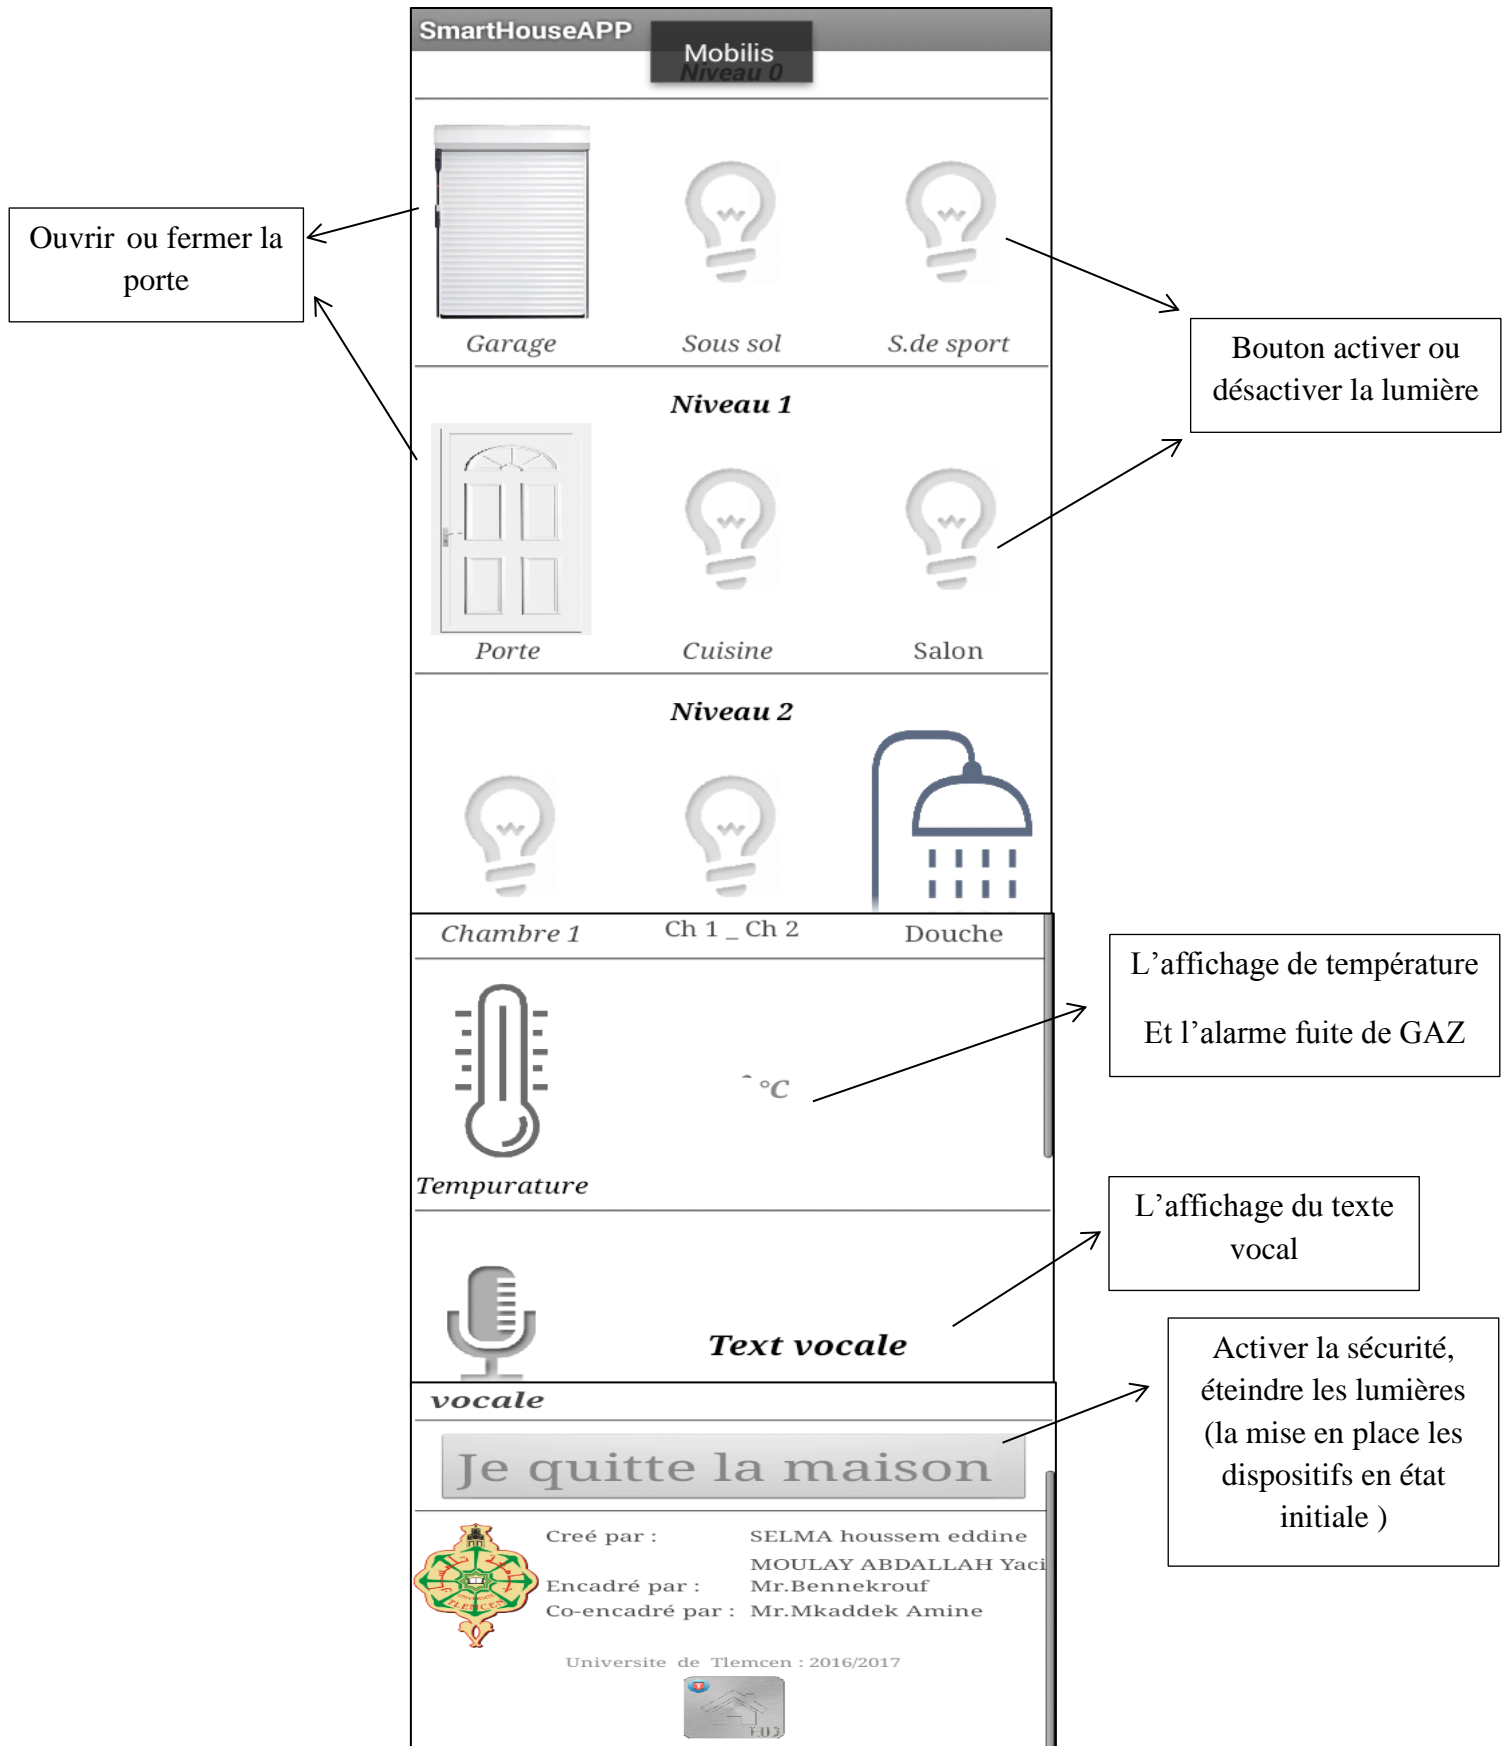 SmartHouseAPP
Mobilis
Niveau 0
Ouvrir ou fermer la
porte
Garage
Sous sol
S.de sport
Bouton activer ou
désactiver la lumière
Niveau 1
Porte
Cuisine
Salon
Niveau 2
Chambre 1
Ch 1 _ Ch 2
Douche
L’affichage de température
Et l’alarme fuite de GAZ
°C
Tempurature
L’affichage du texte
vocal
Text vocale
vocale
Activer la sécurité,
éteindre les lumières
(la mise en place les
dispositifs en état
initiale )
Je quitte la maison
Creé par : SELMA houssem eddine
MOULAY ABDALLAH Yaci
Encadré par : Mr.Bennekrouf
Co-encadré par : Mr.Mkaddek Amine
TLEMCEN
Universite de Tlemcen : 2016/2017